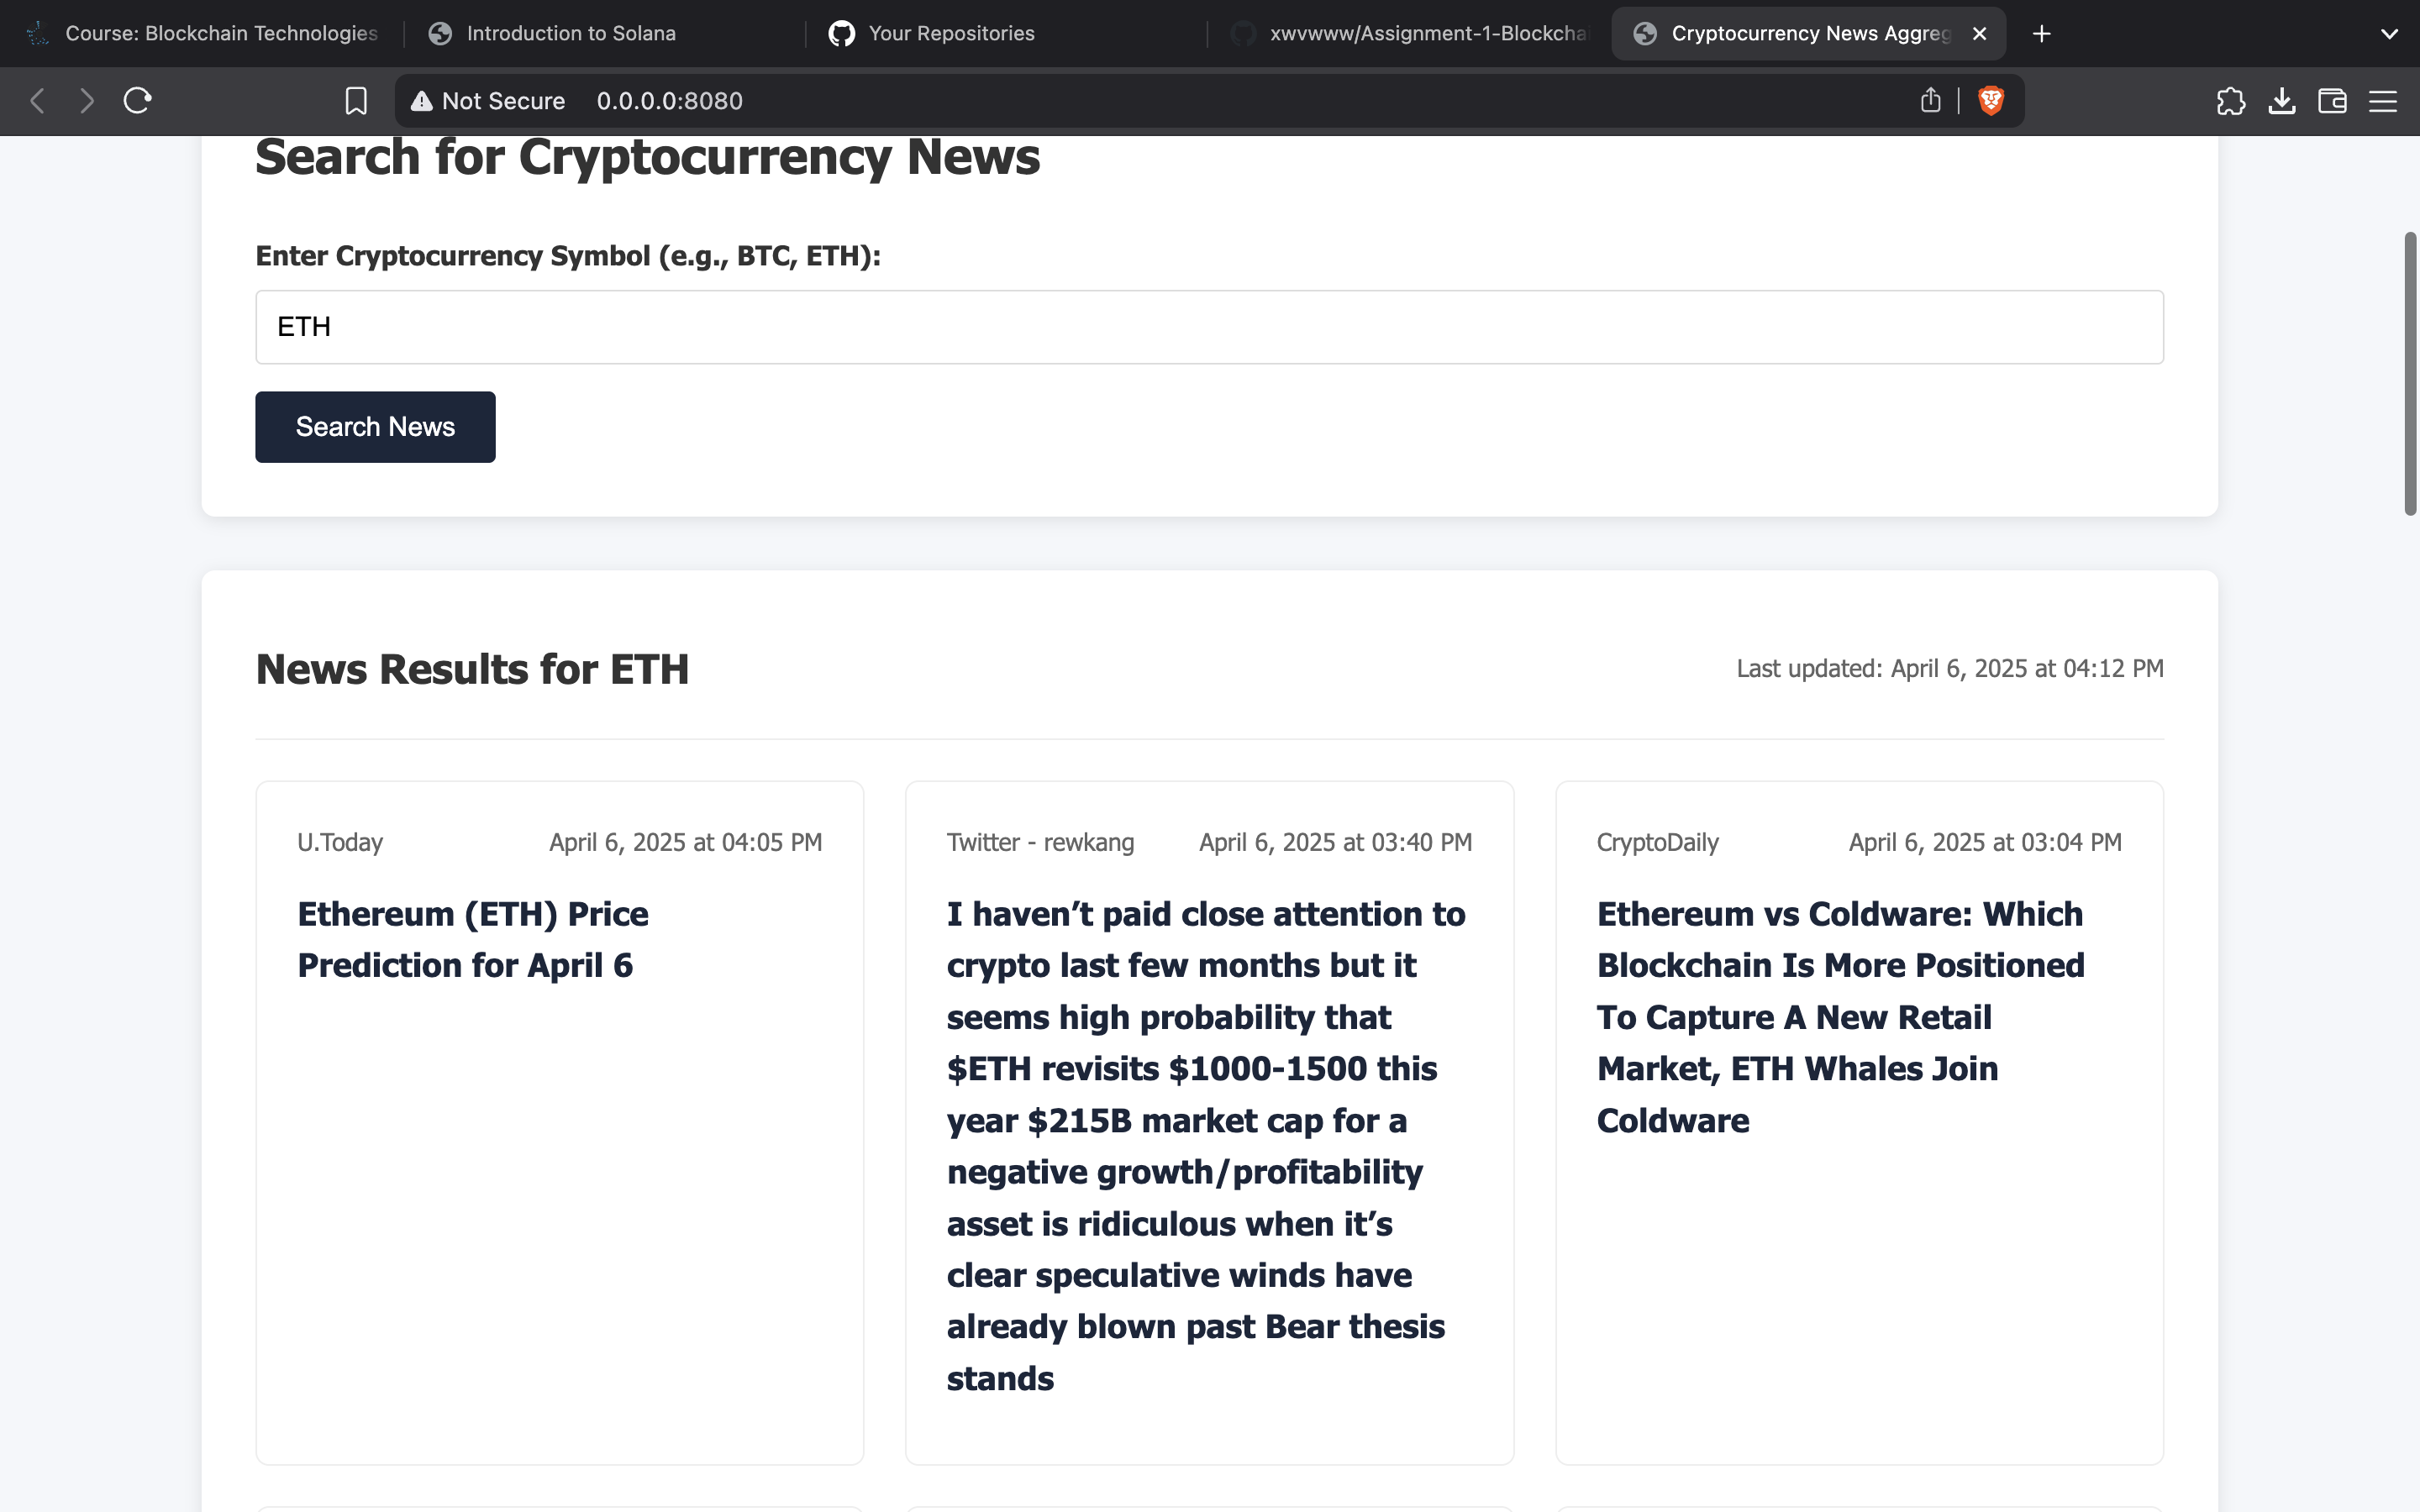 Course: Blockchain Technologies
Introduction to Solana
Your Repositories
xwvwww/Assignment-1-Blockcha
Cryptocurrency News Aggreg
Not Secure 0.0.0.0:8080
Search for Cryptocurrency News
Enter Cryptocurrency Symbol (e.g., BTC, ETH):
ETH
Search News
News Results for ETH
Last updated: April 6, 2025 at 04:12 PM
U.Today April 6, 2025 at 04:05 PM
Ethereum (ETH) Price
Prediction for April 6
Twitter - rewkang April 6, 2025 at 03:40 PM
I haven’t paid close attention to
crypto last few months but it
seems high probability that
$ETH revisits $1000-1500 this
year $215B market cap for a
negative growth/profitability
asset is ridiculous when it’s
clear speculative winds have
already blown past Bear thesis
stands
CryptoDaily April 6, 2025 at 03:04 PM
Ethereum vs Coldware: Which
Blockchain Is More Positioned
To Capture A New Retail
Market, ETH Whales Join
Coldware